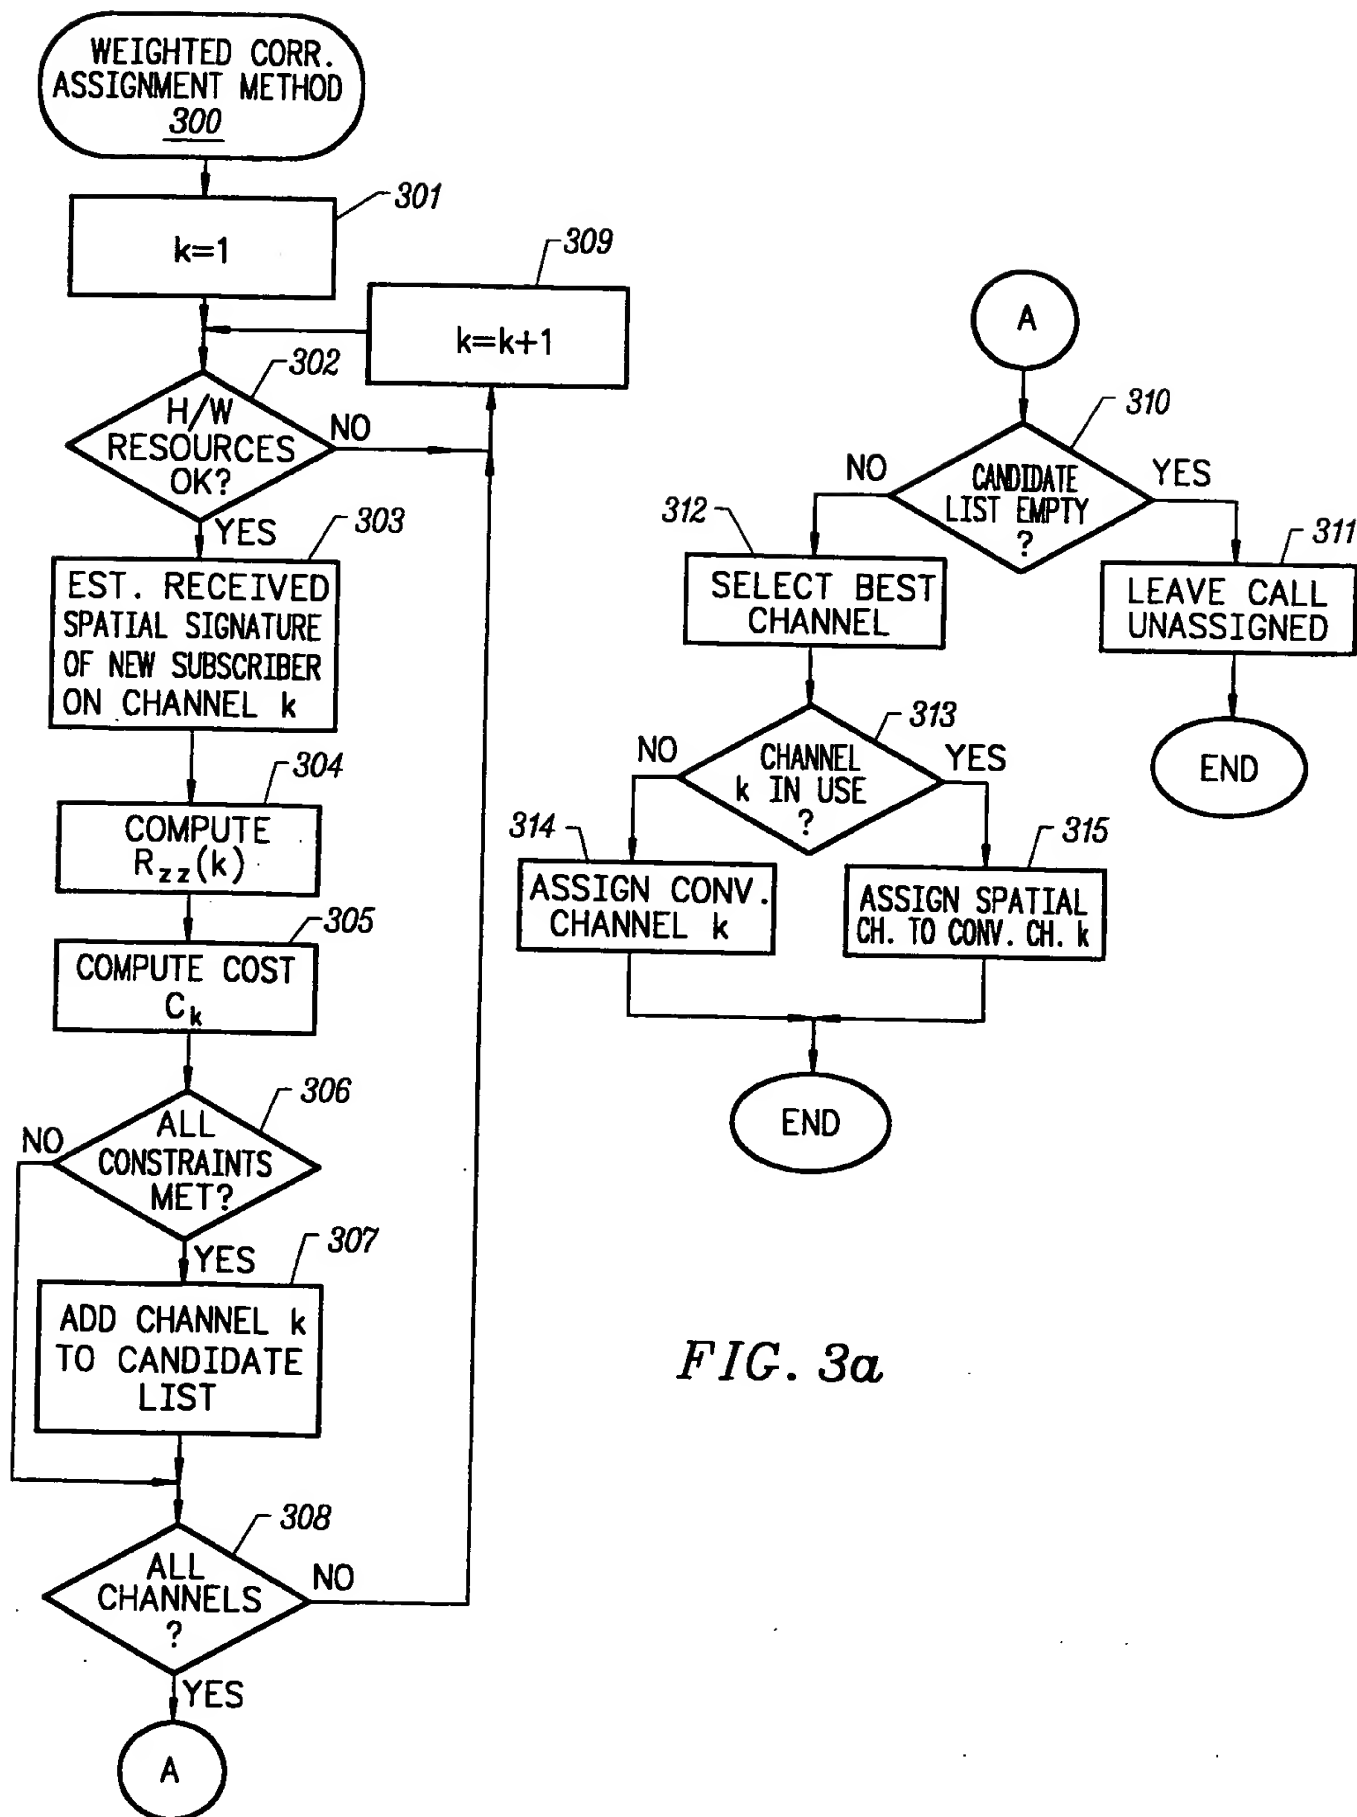 WEIGHTED CORR.
ASSIGNMENT METHOD
300
301
k=1
309
k=k+1
302
H/W
RESOURCES
OK?
NO
YES
303
EST. RECEIVED
SPATIAL SIGNATURE
OF NEW SUBSCRIBER
ON CHANNEL k
304
COMPUTE
Rzz(k)
305
COMPUTE COST
Ck
306
ALL
CONSTRAINTS
MET?
NO
YES
307
ADD CHANNEL k
TO CANDIDATE
LIST
308
ALL
CHANNELS
?
NO
YES
A
A
310
CANDIDATE
LIST EMPTY
?
NO
YES
312
SELECT BEST
CHANNEL
311
LEAVE CALL
UNASSIGNED
END
313
CHANNEL
k IN USE
?
NO
YES
314
ASSIGN CONV.
CHANNEL k
315
ASSIGN SPATIAL
CH. TO CONV. CH. k
END
FIG. 3a